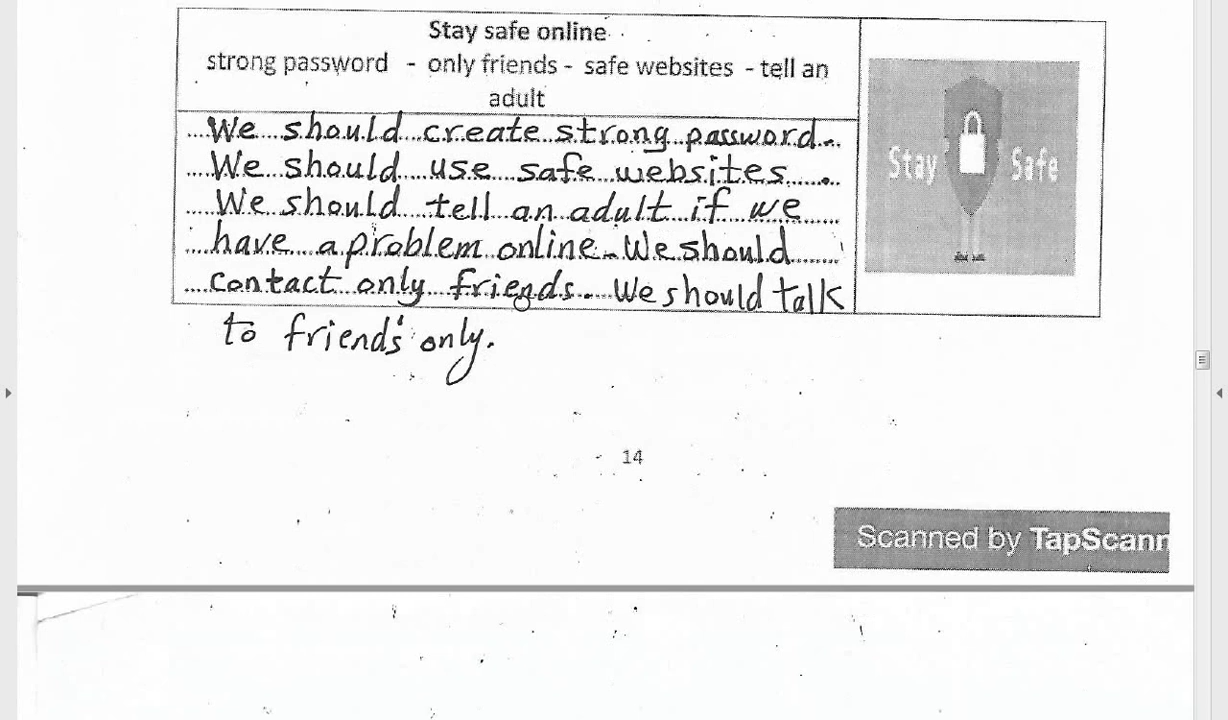 Stay safe online
strong password - only friends - safe websites - tell an
adult
We should create strong password.
We should use safe websites.
We should tell an adult if we
have a problem online. We should
contact only friends. We should talk
to friends only.
Stay Safe
14
Scanned by TapScann